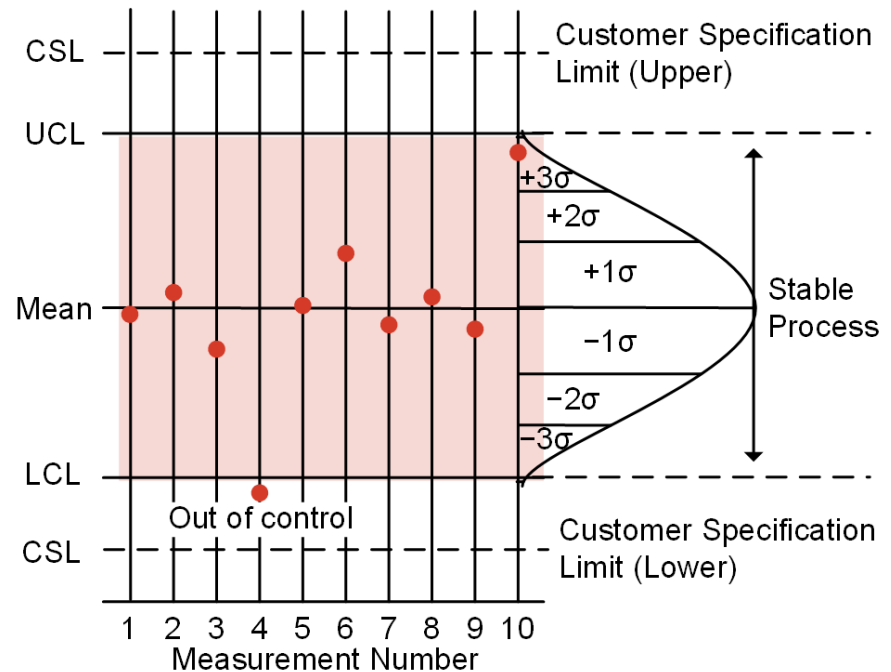 CSL
Customer Specification
Limit (Upper)
UCL
+3σ
+2σ
+1σ
Mean
Stable
Process
−1σ
−2σ
−3σ
LCL
Out of control
CSL
Customer Specification
Limit (Lower)
1 2 3 4 5 6 7 8 9 10
Measurement Number